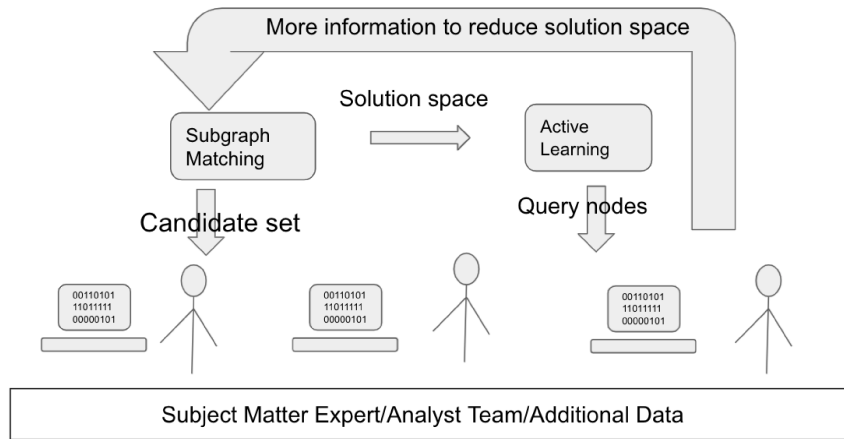 More information to reduce solution space
Solution space
Subgraph
Matching
Active
Learning
Candidate set
Query nodes
00110101
11011111
00000101
00110101
11011111
00000101
00110101
11011111
00000101
Subject Matter Expert/Analyst Team/Additional Data